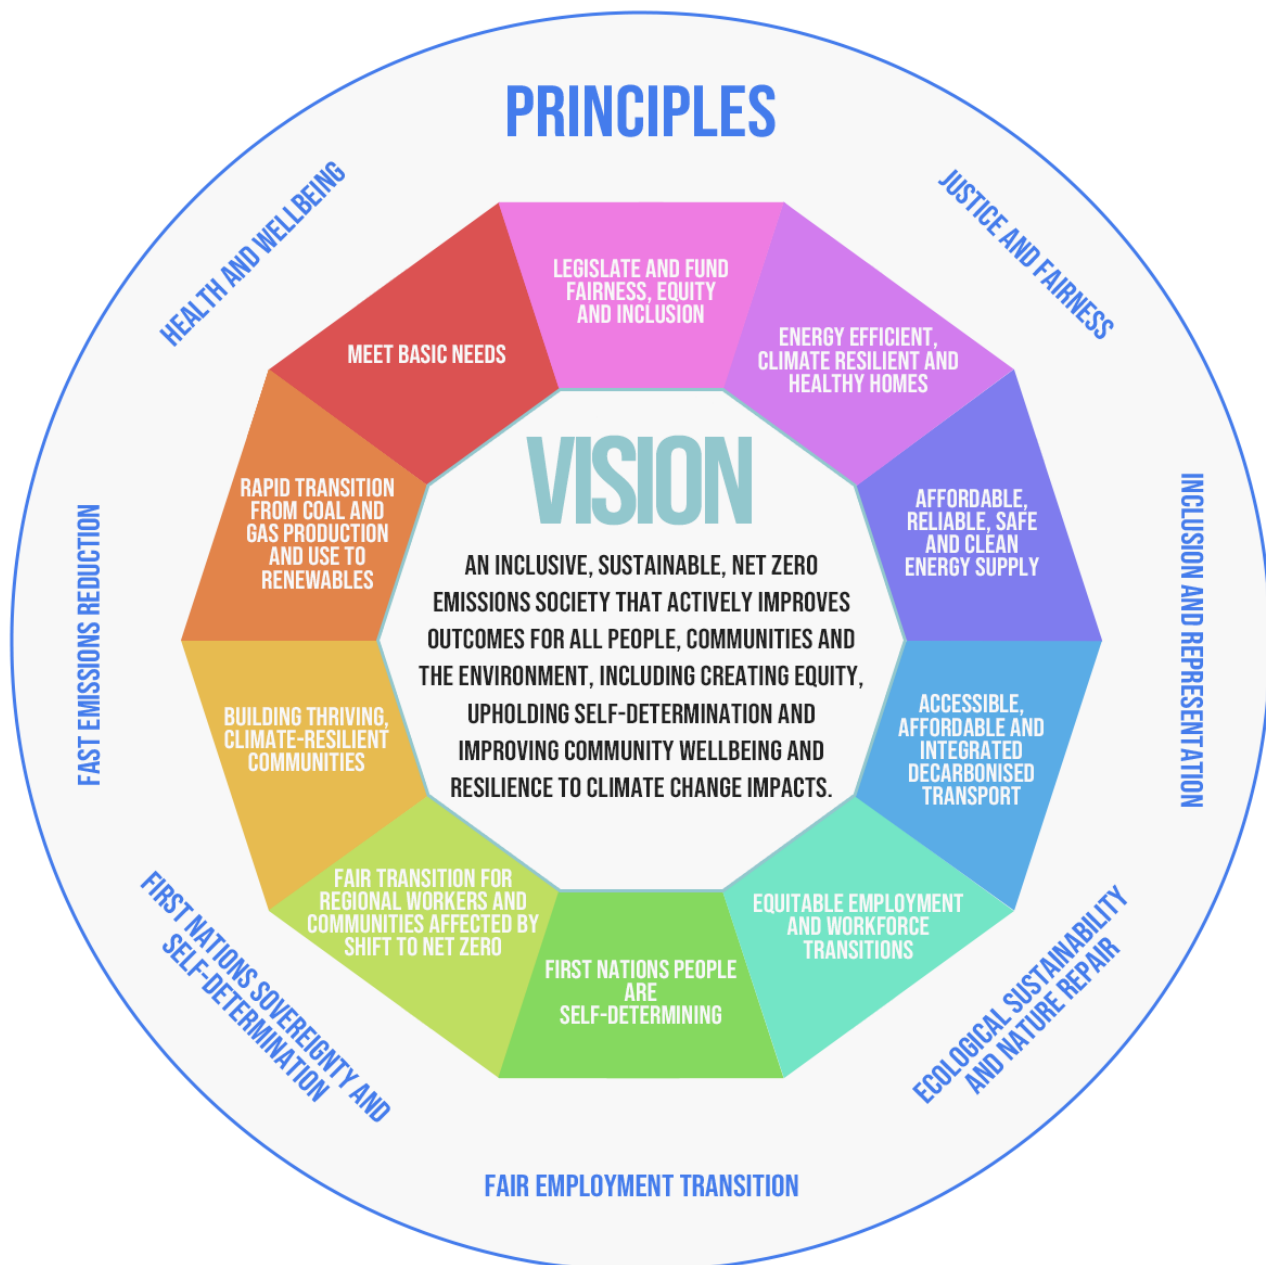 PRINCIPLES
JUSTICE AND FAIRNESS
INCLUSION AND REPRESENTATION
ECOLOGICAL SUSTAINABILITY
AND NATURE REPAIR
FAIR EMPLOYMENT TRANSITION
FIRST NATIONS SOVEREIGNTY AND
SELF-DETERMINATION
FAST EMISSIONS REDUCTION
HEALTH AND WELLBEING
LEGISLATE AND FUND
FAIRNESS, EQUITY
AND INCLUSION
ENERGY EFFICIENT,
CLIMATE RESILIENT AND
HEALTHY HOMES
AFFORDABLE,
RELIABLE, SAFE
AND CLEAN
ENERGY SUPPLY
ACCESSIBLE,
AFFORDABLE AND
INTEGRATED
DECARBONISED
TRANSPORT
EQUITABLE EMPLOYMENT
AND WORKFORCE
TRANSITIONS
FIRST NATIONS PEOPLE
ARE
SELF-DETERMINING
FAIR TRANSITION FOR
REGIONAL WORKERS AND
COMMUNITIES AFFECTED BY
SHIFT TO NET ZERO
BUILDING THRIVING,
CLIMATE-RESILIENT
COMMUNITIES
RAPID TRANSITION
FROM COAL AND
GAS PRODUCTION
AND USE TO
RENEWABLES
MEET BASIC NEEDS
VISION
AN INCLUSIVE, SUSTAINABLE, NET ZERO
EMISSIONS SOCIETY THAT ACTIVELY IMPROVES
OUTCOMES FOR ALL PEOPLE, COMMUNITIES AND
THE ENVIRONMENT, INCLUDING CREATING EQUITY,
UPHOLDING SELF-DETERMINATION AND
IMPROVING COMMUNITY WELLBEING AND
RESILIENCE TO CLIMATE CHANGE IMPACTS.